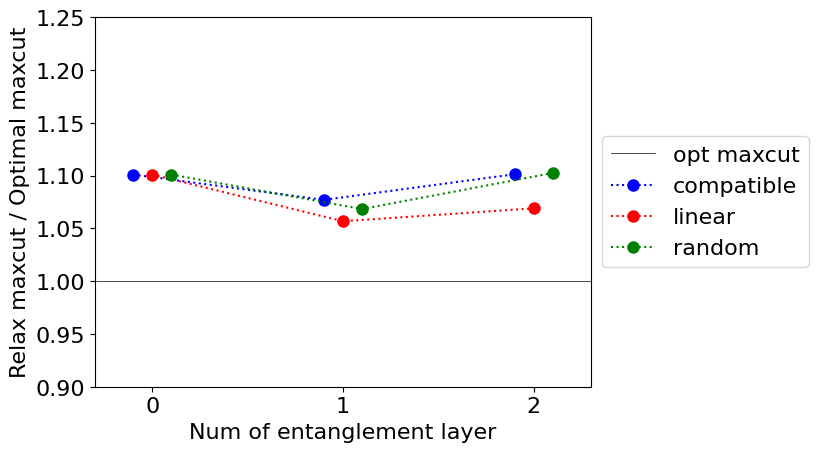 Relax maxcut / Optimal maxcut
1.25
1.20
1.15
1.10
1.05
1.00
0.95
0.90
0
1
2
Num of entanglement layer
opt maxcut
compatible
linear
random